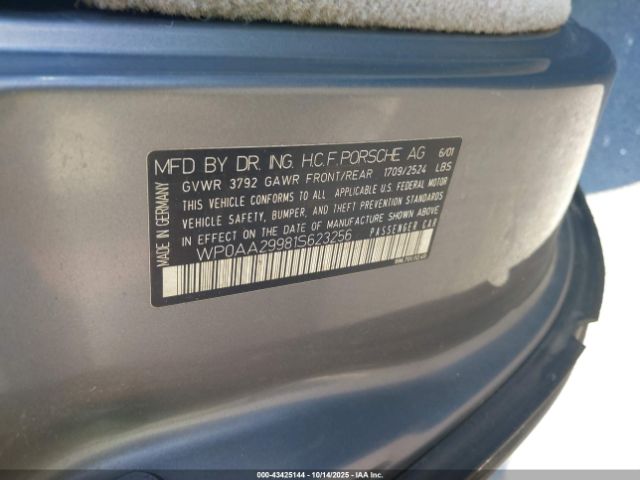 MFD BY DR. ING. H.C.F. PORSCHE AG 6/01
GVWR 3792 GAWR FRONT/REAR 1709/2524 LBS
THIS VEHICLE CONFORMS TO ALL APPLICABLE U.S. FEDERAL MOTOR
VEHICLE SAFETY, BUMPER, AND THEFT PREVENTION STANDARDS
IN EFFECT ON THE DATE OF MANUFACTURE SHOWN ABOVE.
WP0AA29981S623256 PASSENGER CAR
MADE IN GERMANY
000-43425144 - 10/14/2025 - IAA Inc.